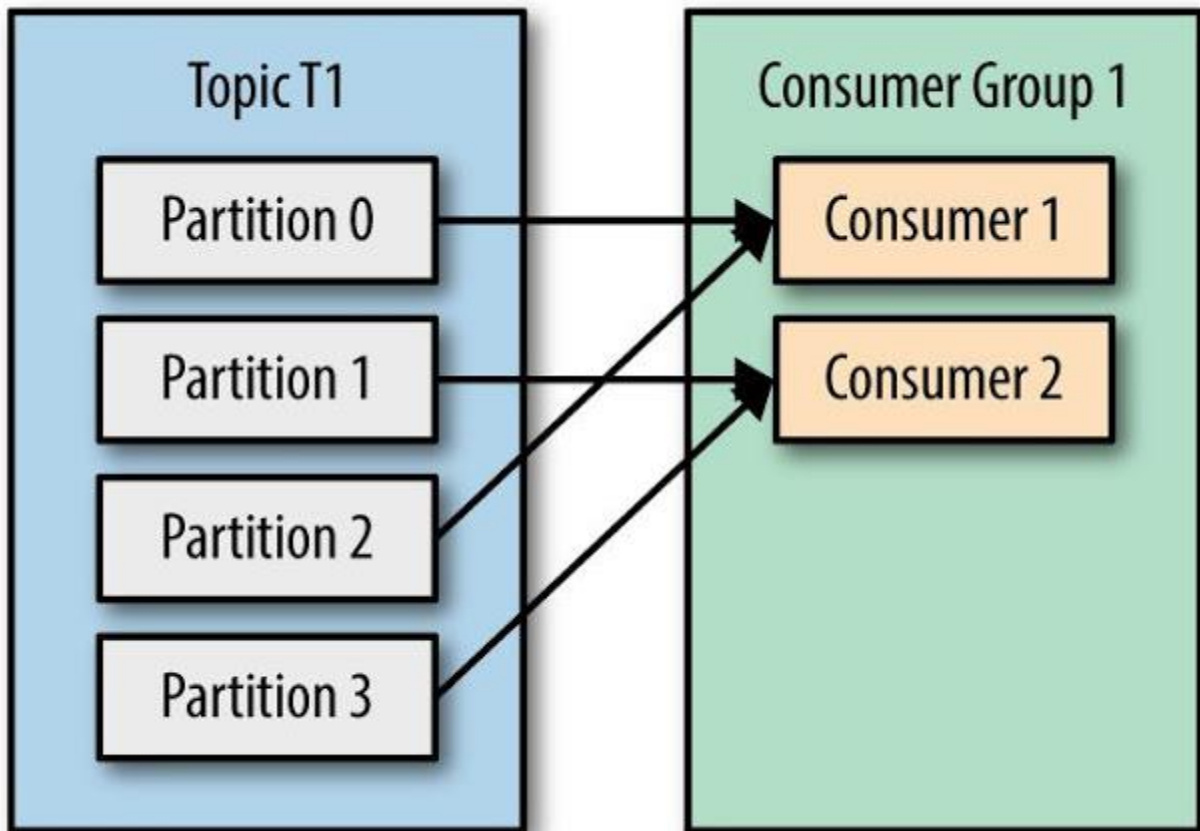 Topic T1
Partition 0
Partition 1
Partition 2
Partition 3
Consumer Group 1
Consumer 1
Consumer 2